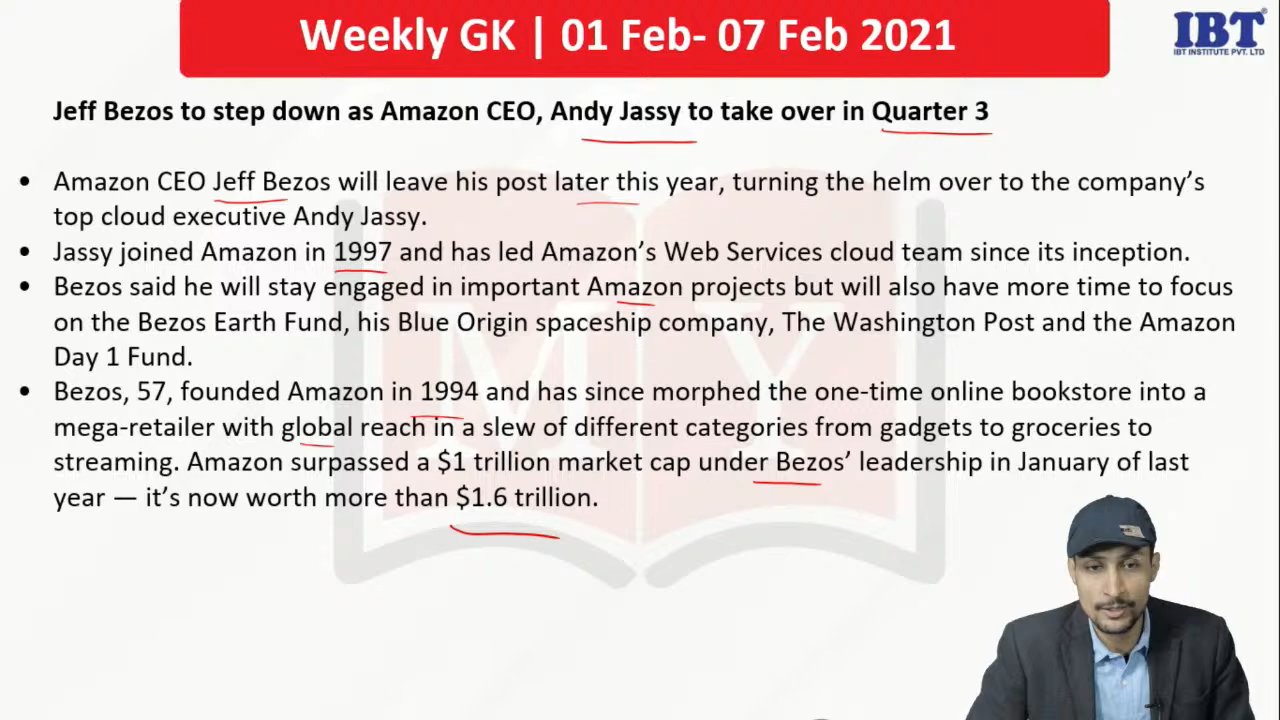 Weekly GK | 01 Feb- 07 Feb 2021
IBT
IBT INSTITUTE PVT. LTD
Jeff Bezos to step down as Amazon CEO, Andy Jassy to take over in Quarter 3
• Amazon CEO Jeff Bezos will leave his post later this year, turning the helm over to the company’s
top cloud executive Andy Jassy.
• Jassy joined Amazon in 1997 and has led Amazon’s Web Services cloud team since its inception.
• Bezos said he will stay engaged in important Amazon projects but will also have more time to focus
on the Bezos Earth Fund, his Blue Origin spaceship company, The Washington Post and the Amazon
Day 1 Fund.
• Bezos, 57, founded Amazon in 1994 and has since morphed the one-time online bookstore into a
mega-retailer with global reach in a slew of different categories from gadgets to groceries to
streaming. Amazon surpassed a $1 trillion market cap under Bezos’ leadership in January of last
year — it’s now worth more than $1.6 trillion.
M Y